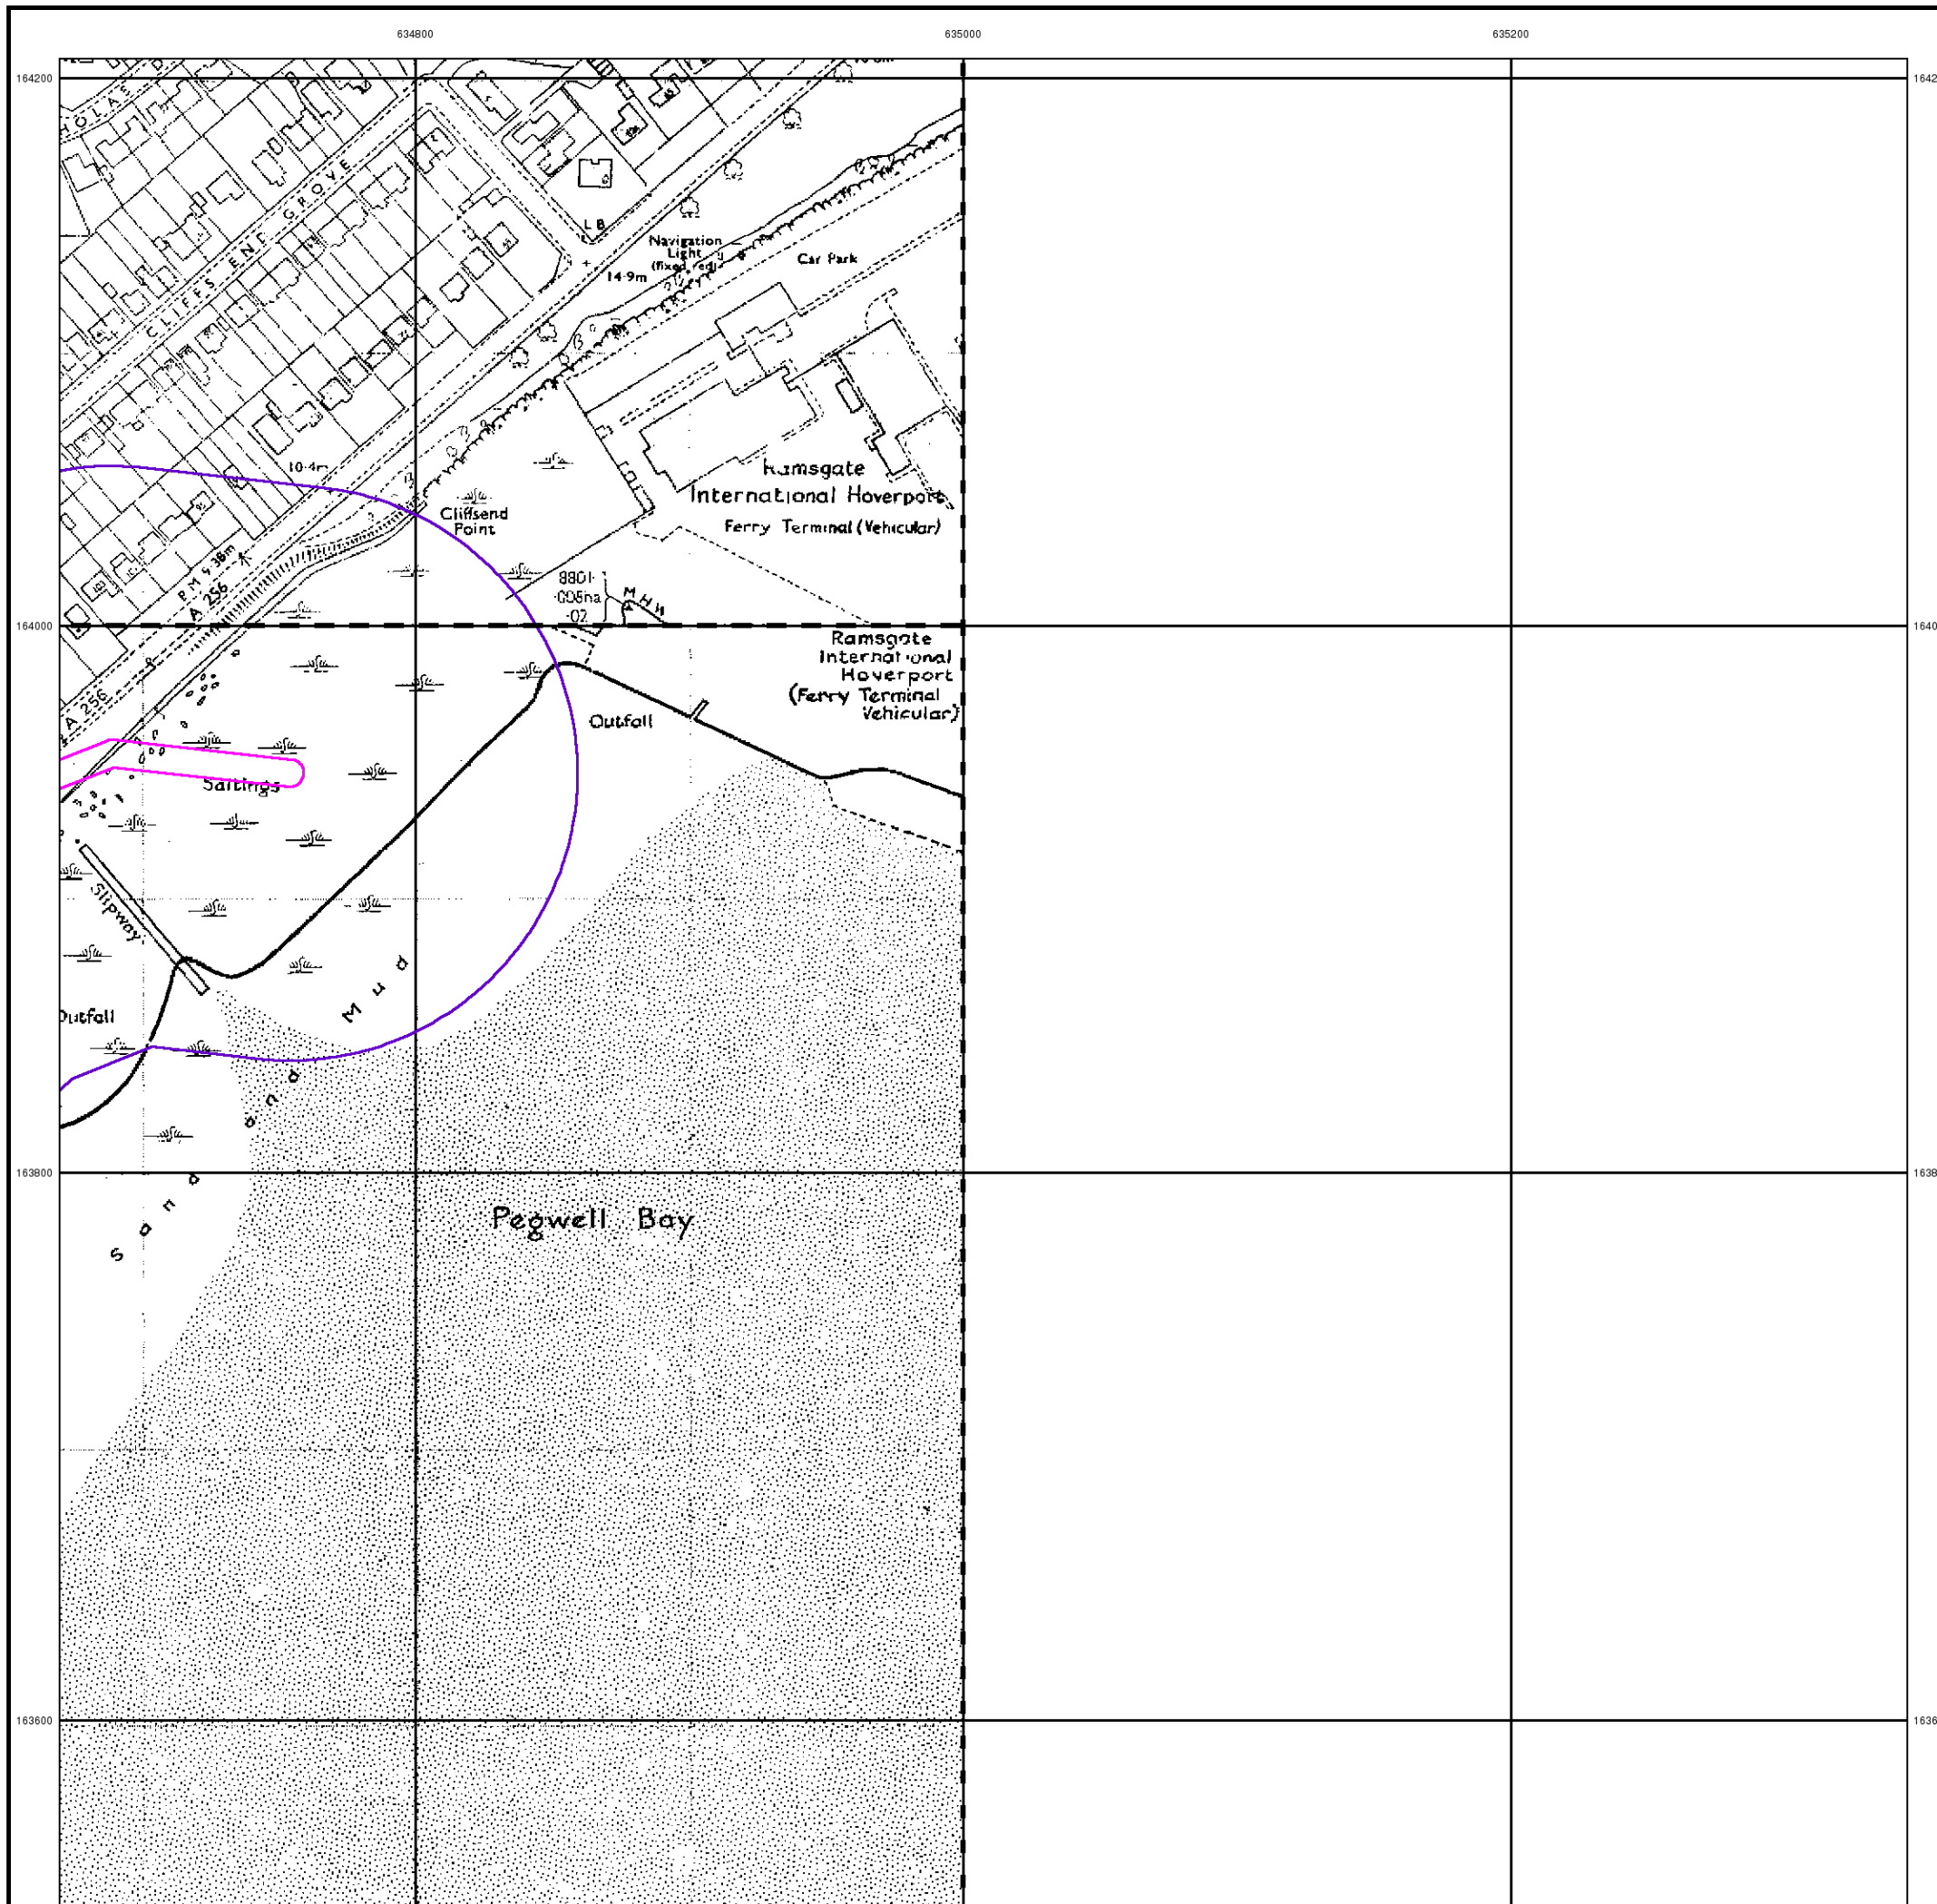 634800
635000
635200
164200
HOLAS
CLIFFS END GROVE
L B
14·9m
Navigation
Light
(fixed red)
Car Park
10·4m
Cliffsend
Point
Ramsgate
International Hoverport
Ferry Terminal (Vehicular)
B M 9·38m
A 256
8801
·005ha
·02
M H W
164000
Ramsgate
International
Hoverport
(Ferry Terminal
Vehicular)
A 256
Outfall
Saltings
Slipway
Outfall
Sand and Mud
163800
Pegwell Bay
163600